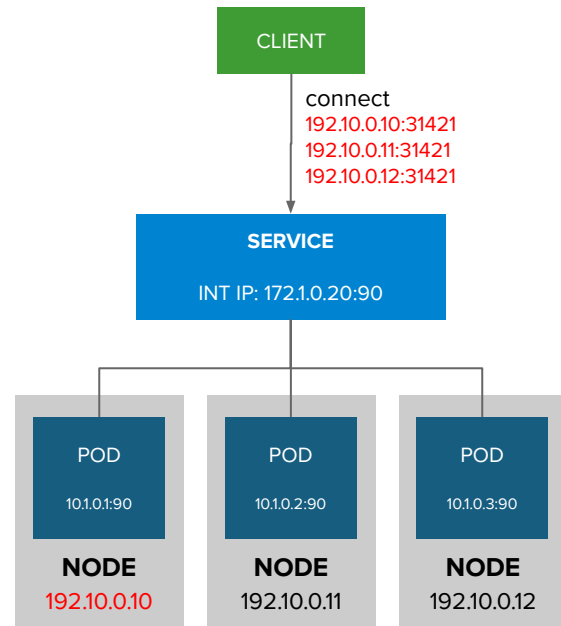 CLIENT
connect
192.10.0.10:31421
192.10.0.11:31421
192.10.0.12:31421
SERVICE
INT IP: 172.1.0.20:90
POD
10.1.0.1:90
NODE
192.10.0.10
POD
10.1.0.2:90
NODE
192.10.0.11
POD
10.1.0.3:90
NODE
192.10.0.12